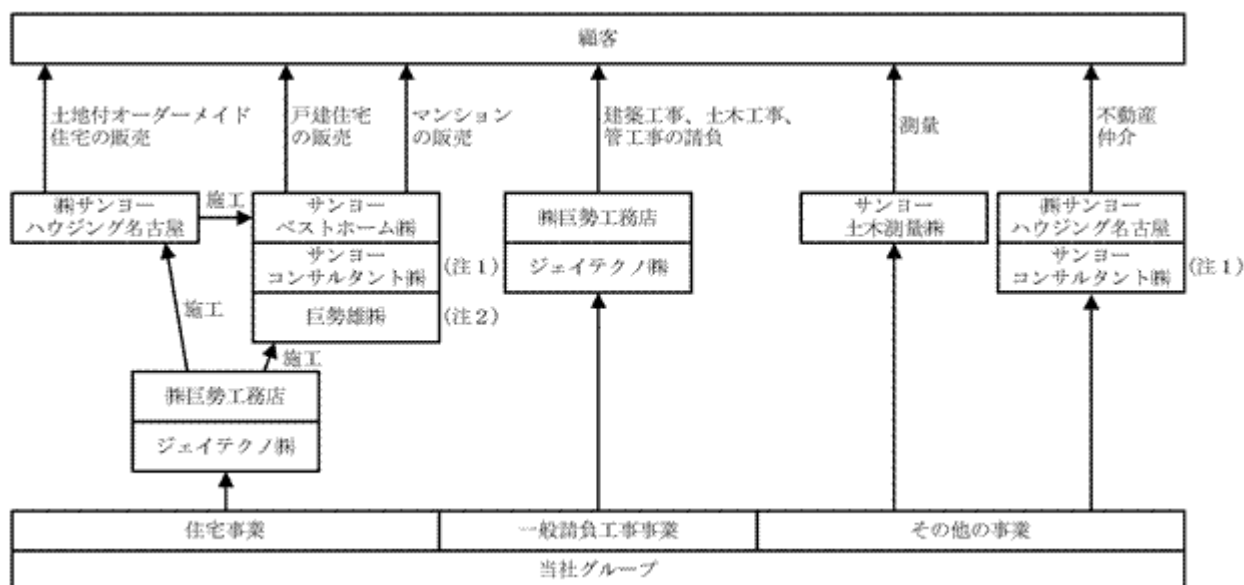 顧客
土地付オーダーメイド
住宅の販売
戸建住宅
の販売
マンション
の販売
建築工事、土木工事、
管工事の請負
測量
不動産
仲介
㈱サンヨー
ハウジング名古屋
施工
サンヨー
ベストホーム㈱
サンヨー
コンサルタント㈱
(注1)
巨勢雄㈱
(注2)
㈱巨勢工務店
ジェイテクノ㈱
サンヨー
土木測量㈱
㈱サンヨー
ハウジング名古屋
サンヨー
コンサルタント㈱
(注1)
施工
施工
㈱巨勢工務店
ジェイテクノ㈱
住宅事業
一般請負工事事業
その他の事業
当社グループ